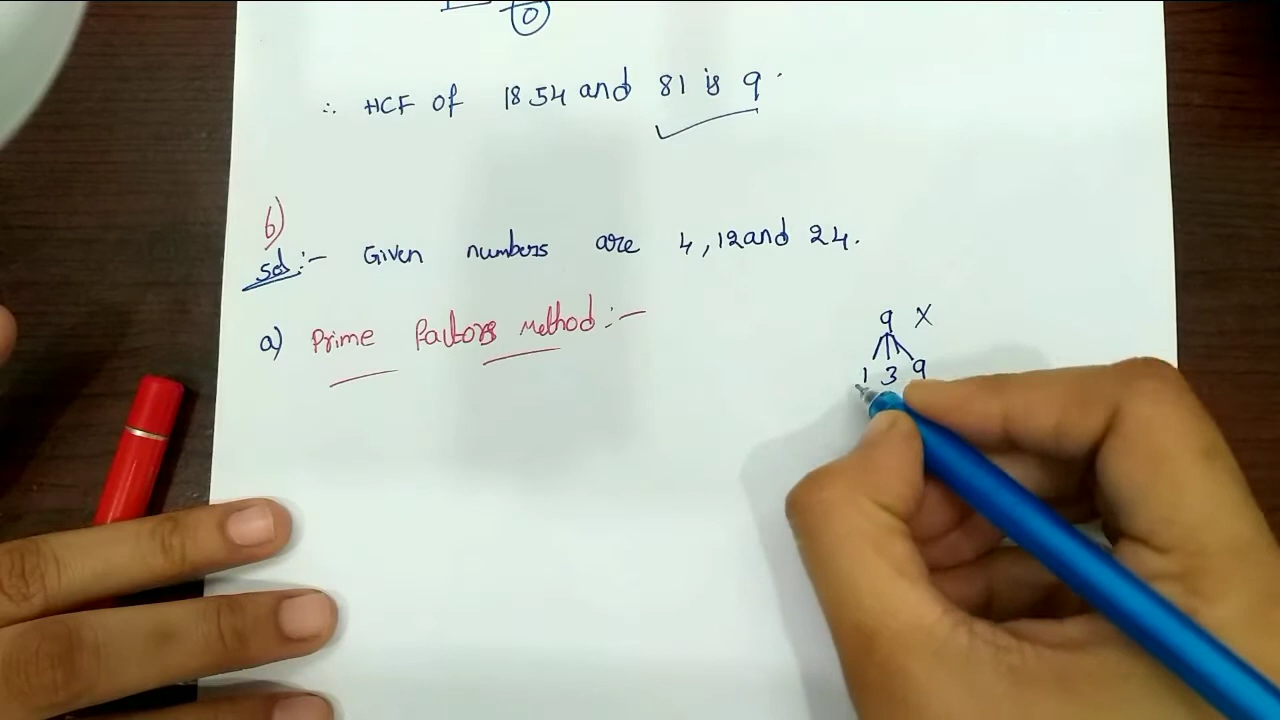 0
∴ HCF of 1854 and 81 is 9.
b)
Sol:- Given numbers are 4, 12 and 24.
a) Prime factors Method:-
9 X
1 3 9